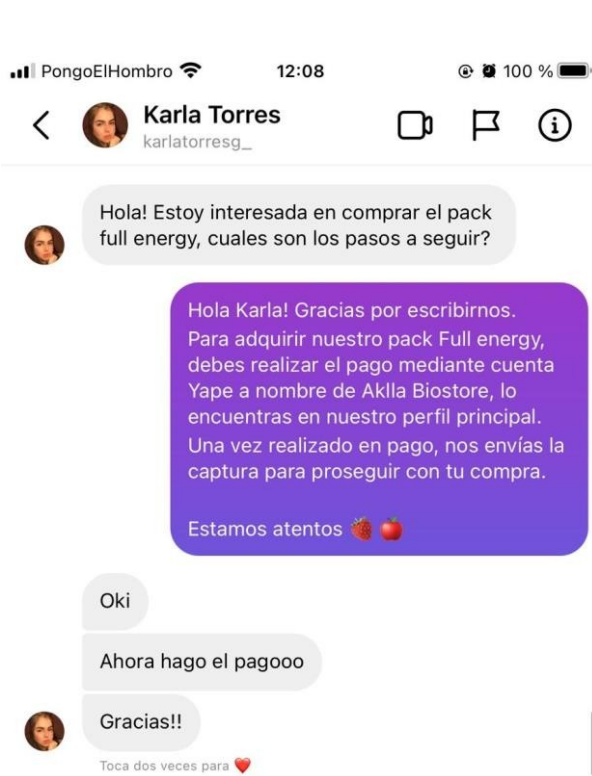 PongoElHombro 12:08 100 %
Karla Torres
karlatorresg_
Hola! Estoy interesada en comprar el pack
full energy, cuales son los pasos a seguir?
Hola Karla! Gracias por escribirnos.
Para adquirir nuestro pack Full energy,
debes realizar el pago mediante cuenta
Yape a nombre de Aklla Biostore, lo
encuentras en nuestro perfil principal.
Una vez realizado en pago, nos envías la
captura para proseguir con tu compra.
Estamos atentos 🍓 🍎
Oki
Ahora hago el pagooo
Gracias!!
Toca dos veces para ❤️